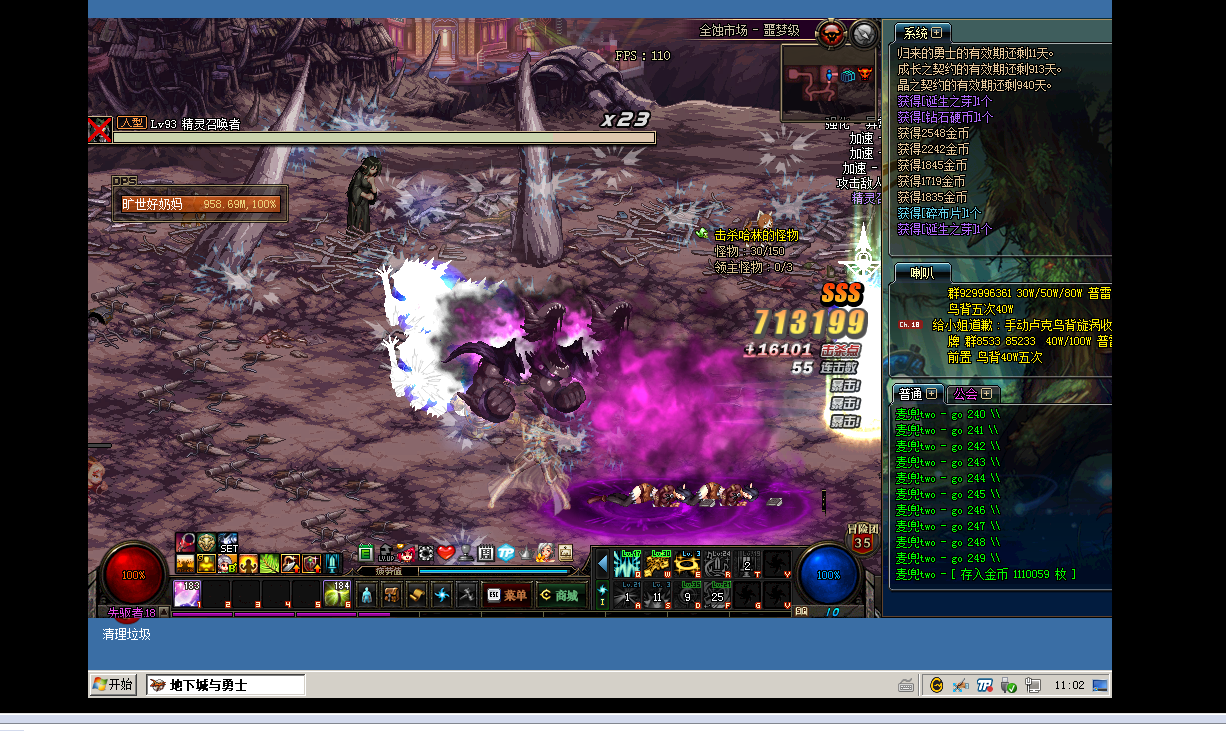 全蚀市场 - 噩梦级
FPS : 110
人型 Lv93 精灵召唤者
x23
DPS
旷世好奶妈 958.69M,100%
加速 -
加速 -
加速 -
攻击敌人
击杀哈林的怪物
怪物 : 30/150
领主怪物 : 0/3
SSS
713199
+16101 击杀点
55 连击数
暴击!
暴击!
暴击!
系统
归来的勇士的有效期还剩11天。
成长之契约的有效期还剩913天。
晶之契约的有效期还剩940天。
获得[诞生之芽]1个
获得[钻石硬币]1个
获得2548金币
获得2242金币
获得1845金币
获得1719金币
获得1835金币
获得[碎布片]1个
获得[诞生之芽]1个
喇叭
群929996361 30W/50W/80W 普雷
鸟背五次40W
Ch.18 给小姐道歉 : 手动卢克鸟背旋涡收
牌 群8533 85233 40W/100W 普雷
前置 鸟背40W五次
普通 公会
麦兜two - go 240 \\
麦兜two - go 241 \\
麦兜two - go 242 \\
麦兜two - go 243 \\
麦兜two - go 244 \\
麦兜two - go 245 \\
麦兜two - go 246 \\
麦兜two - go 247 \\
麦兜two - go 248 \\
麦兜two - go 249 \\
麦兜two - [ 存入金币 1110059 枚 ]
冒险团
35
SET
疲劳值
100%
100%
183 1 2 3 4 5 184 6
ESC 菜单
商城
先驱者18
清理垃圾
开始
地下城与勇士
11:02